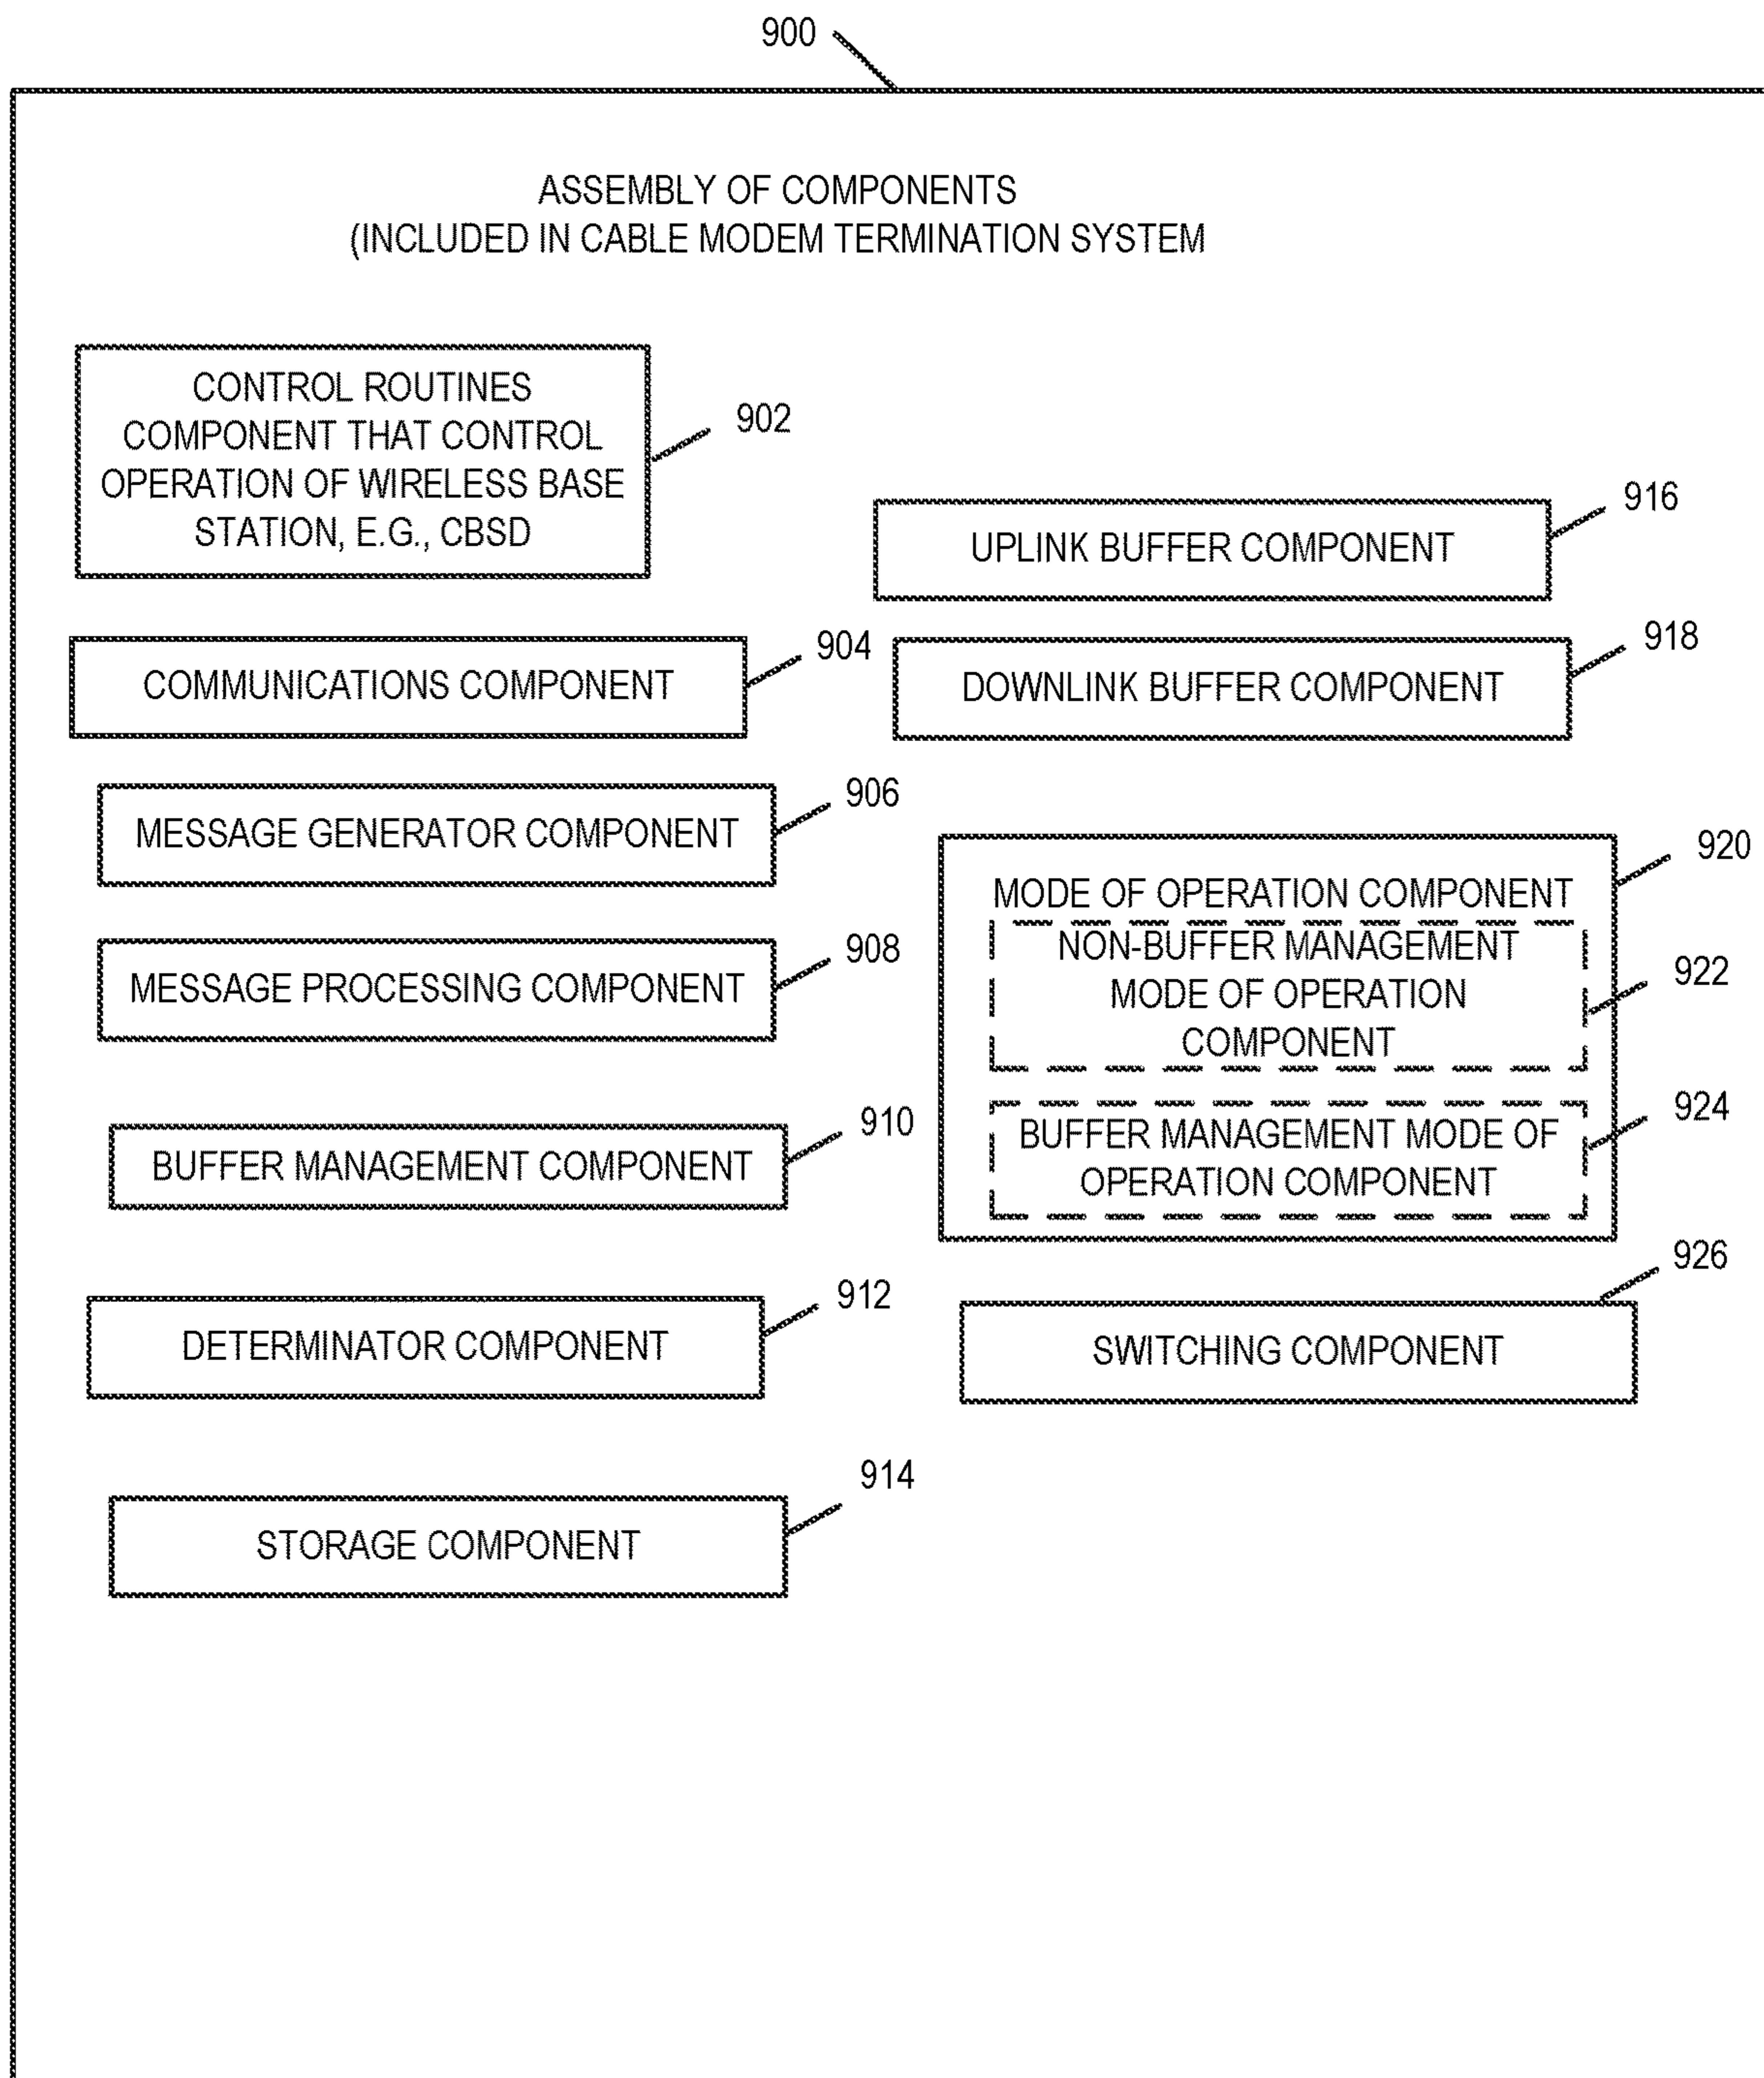 900
ASSEMBLY OF COMPONENTS
(INCLUDED IN CABLE MODEM TERMINATION SYSTEM
CONTROL ROUTINES
COMPONENT THAT CONTROL
OPERATION OF WIRELESS BASE
STATION, E.G., CBSD
902
COMMUNICATIONS COMPONENT
904
MESSAGE GENERATOR COMPONENT
906
MESSAGE PROCESSING COMPONENT
908
BUFFER MANAGEMENT COMPONENT
910
DETERMINATOR COMPONENT
912
STORAGE COMPONENT
914
UPLINK BUFFER COMPONENT
916
DOWNLINK BUFFER COMPONENT
918
MODE OF OPERATION COMPONENT
920
NON-BUFFER MANAGEMENT
MODE OF OPERATION
COMPONENT
922
BUFFER MANAGEMENT MODE OF
OPERATION COMPONENT
924
SWITCHING COMPONENT
926